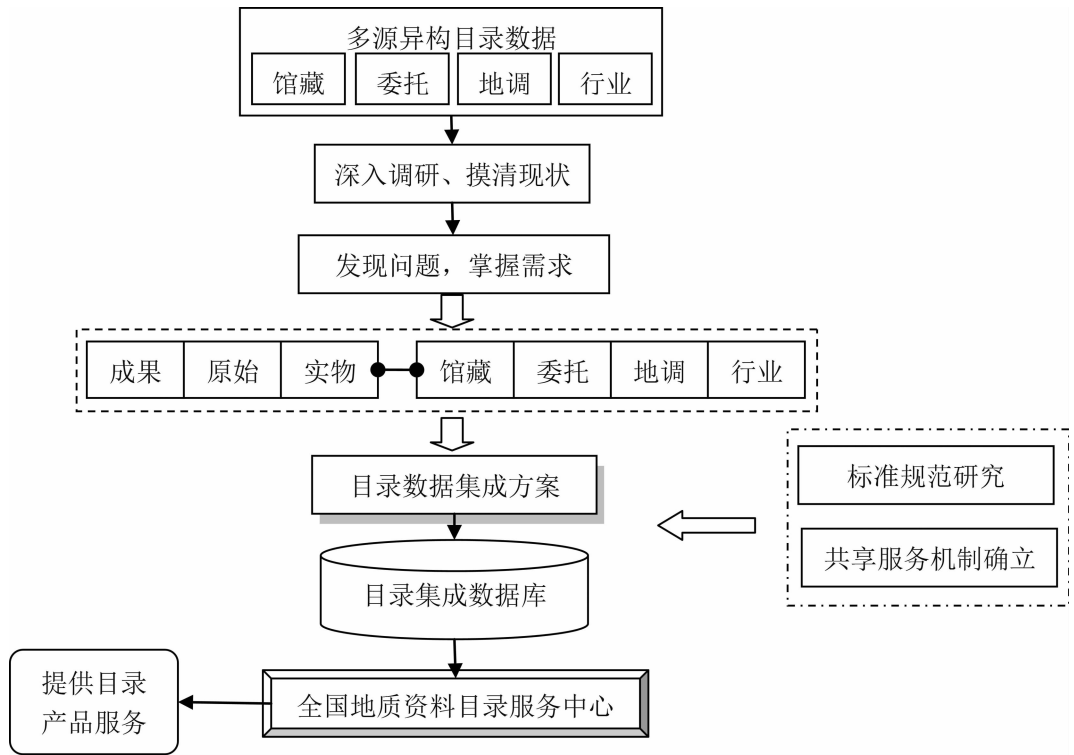 多源异构目录数据
馆藏 委托 地调 行业
深入调研、摸清现状
发现问题，掌握需求
成果 原始 实物 馆藏 委托 地调 行业
目录数据集成方案
标准规范研究
共享服务机制确立
目录集成数据库
全国地质资料目录服务中心
提供目录
产品服务